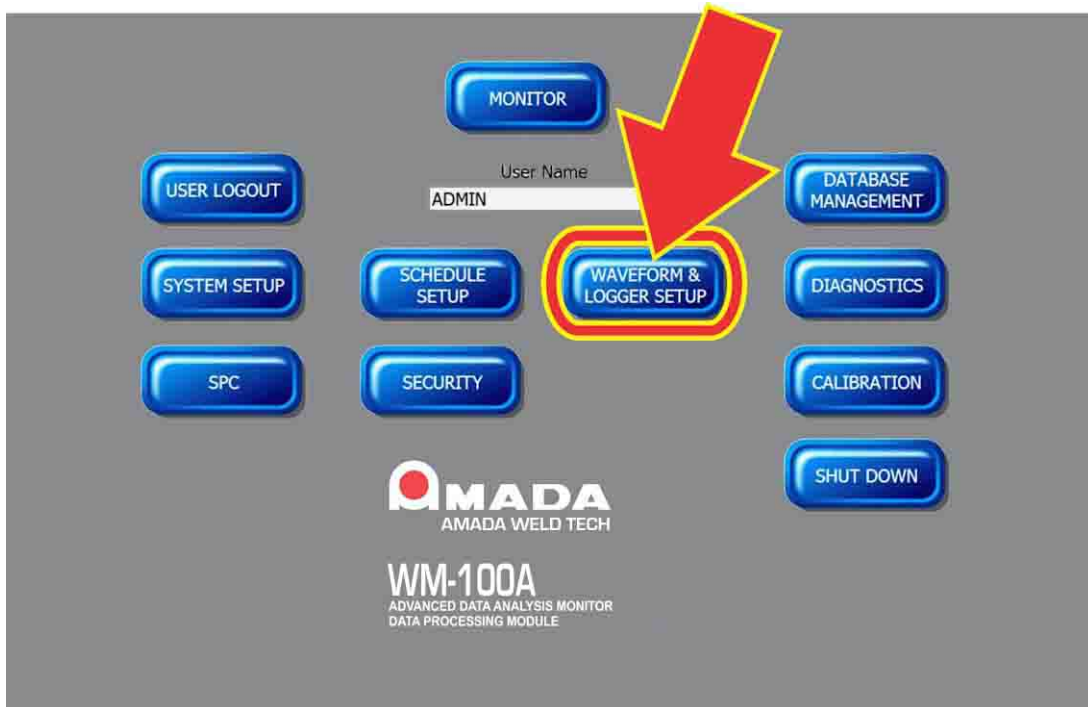 MONITOR
User Name
ADMIN
USER LOGOUT
DATABASE
MANAGEMENT
SYSTEM SETUP
SCHEDULE
SETUP
WAVEFORM &
LOGGER SETUP
DIAGNOSTICS
SPC
SECURITY
CALIBRATION
SHUT DOWN
AMADA
AMADA WELD TECH
WM-100A
ADVANCED DATA ANALYSIS MONITOR
DATA PROCESSING MODULE